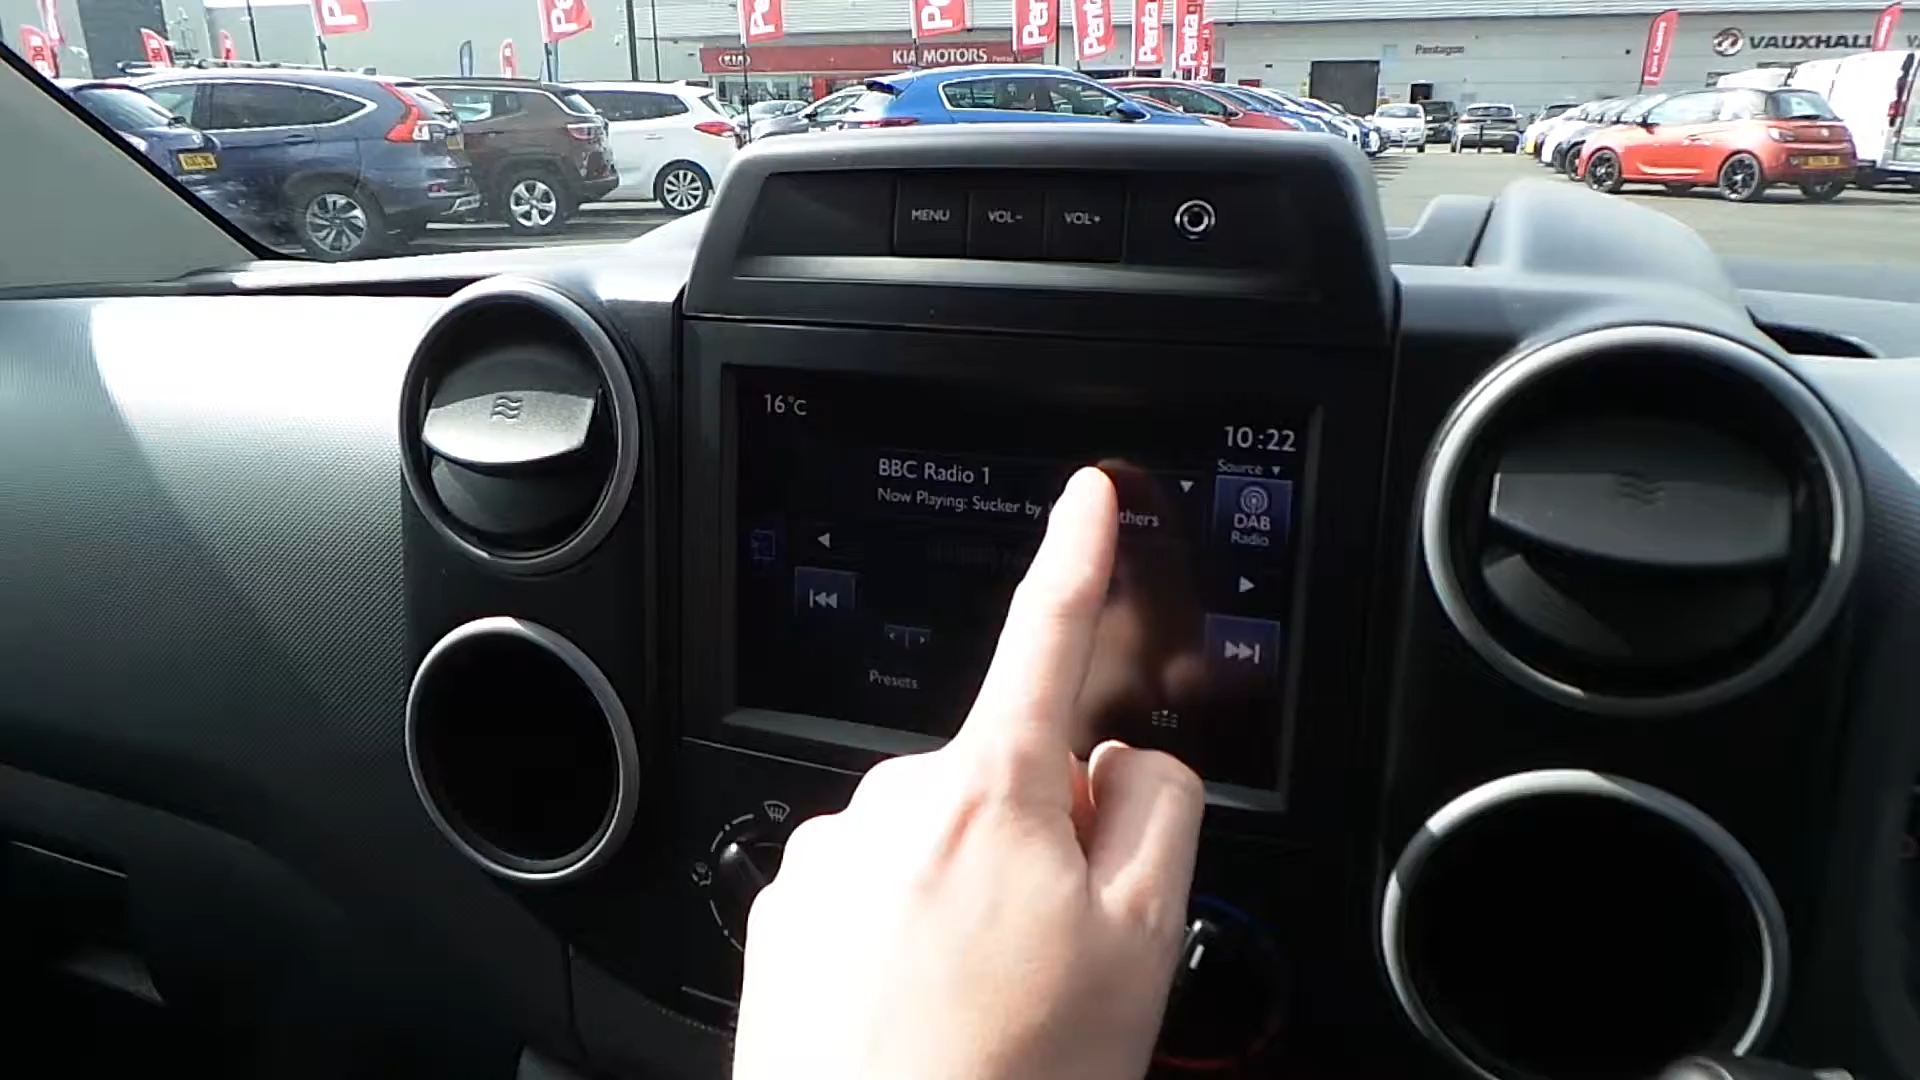 KIA
KIA MOTORS
Pentagon
VAUXHALL
MENU
VOL-
VOL+
16°C
10:22
Source
BBC Radio 1
Now Playing: Sucker by
DAB
Radio
Presets